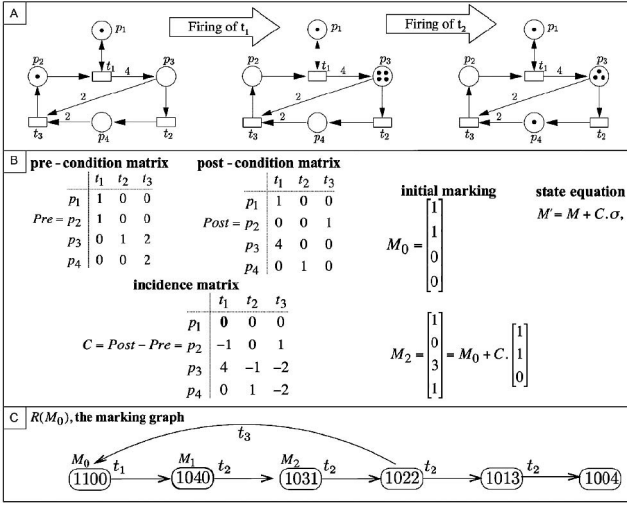 A
p1
Firing of t1
p1
Firing of t2
p1
p2
t1
4
p3
t1
4
p3
t1
4
p3
2
2
2
2
2
2
t3
p4
t2
t3
p4
t2
t3
p4
t2
B
pre - condition matrix
t1 t2 t3
p1 1 0 0
Pre = p2 1 0 0
p3 0 1 2
p4 0 0 2
post - condition matrix
t1 t2 t3
p1 1 0 0
Post = p2 0 0 1
p3 4 0 0
p4 0 1 0
initial marking
M0 = [1 1 0 0]
state equation
M' = M + C.σ,
incidence matrix
t1 t2 t3
p1 0 0 0
C = Post – Pre = p2 –1 0 1
p3 4 –1 –2
p4 0 1 –2
M2 = [1 0 3 1] = M0 + C. [1 1 0]
C R(M0), the marking graph
t3
M0 t1 M1 t2 M2 t2 t2 t2
1100 1040 1031 1022 1013 1004